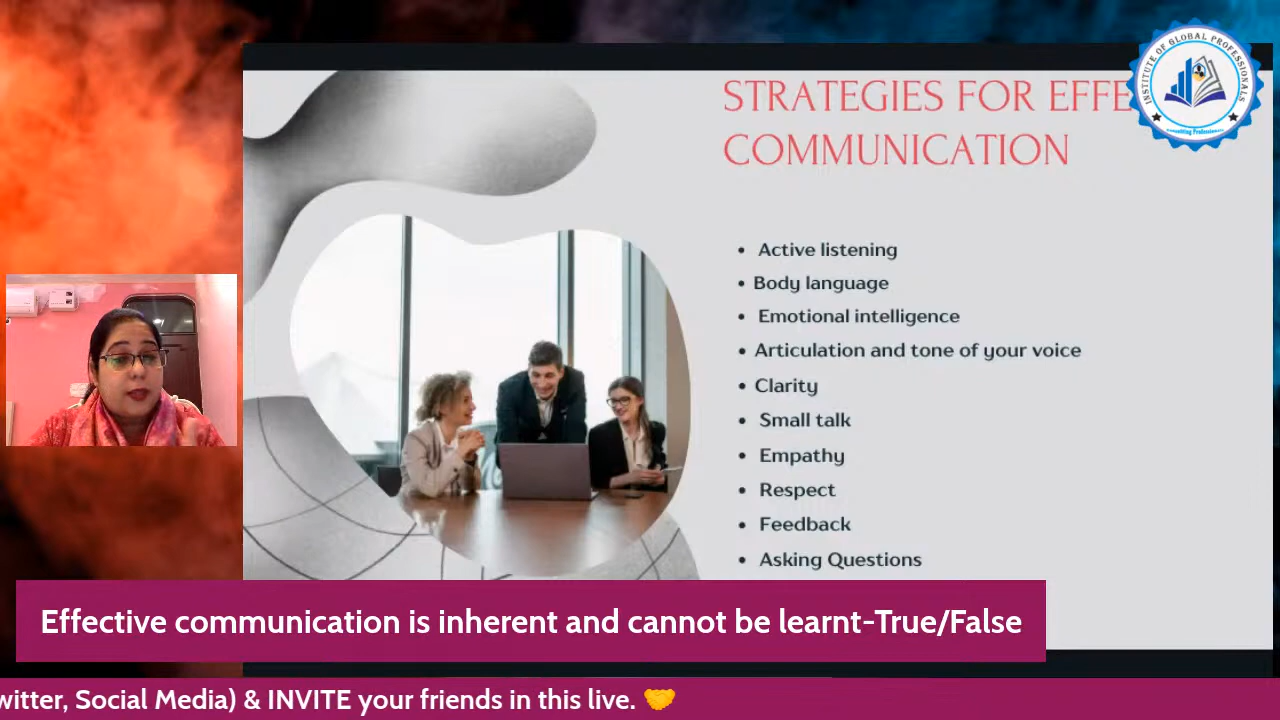 STRATEGIES FOR EFFE
COMMUNICATION
INSTITUTE OF GLOBAL PROFESSIONALS
• Active listening
• Body language
• Emotional intelligence
• Articulation and tone of your voice
• Clarity
• Small talk
• Empathy
• Respect
• Feedback
• Asking Questions
Effective communication is inherent and cannot be learnt-True/False
witter, Social Media) & INVITE your friends in this live. 🤝